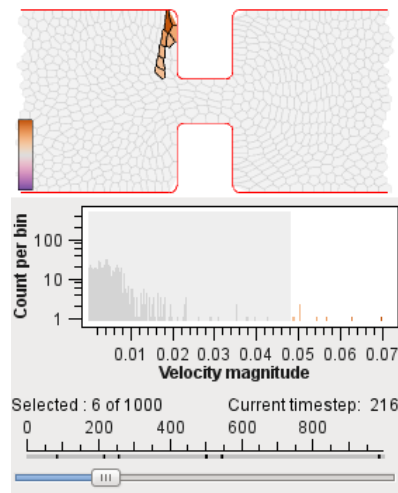 Count per bin
100
10
1
0.01 0.02 0.03 0.04 0.05 0.06 0.07
Velocity magnitude
Selected : 6 of 1000 Current timestep: 216
0 200 400 600 800